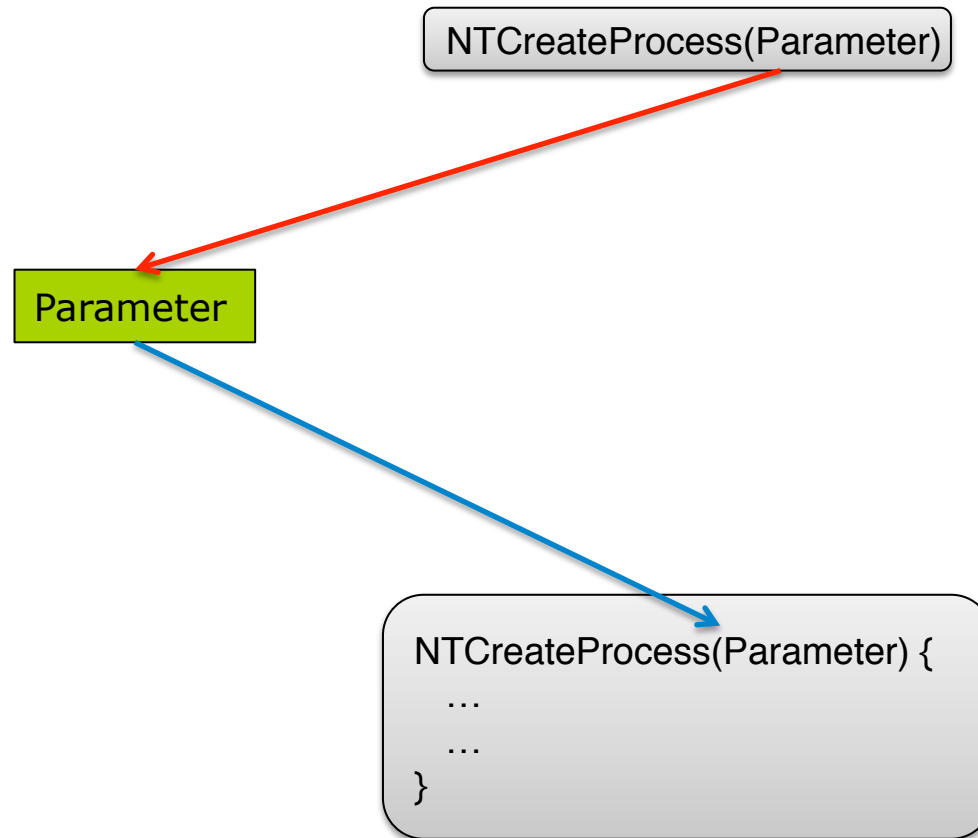 NTCreateProcess(Parameter)
Parameter
NTCreateProcess(Parameter) {
…
…
}